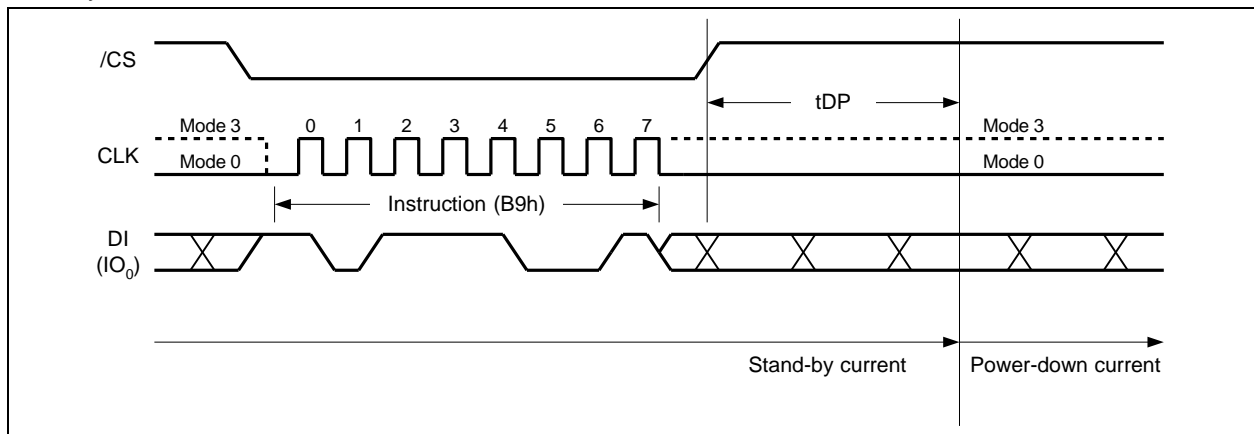 /CS
tDP
Mode 3 0 1 2 3 4 5 6 7 Mode 3
CLK
Mode 0 Mode 0
Instruction (B9h)
DI
(IO₀)
Stand-by current Power-down current